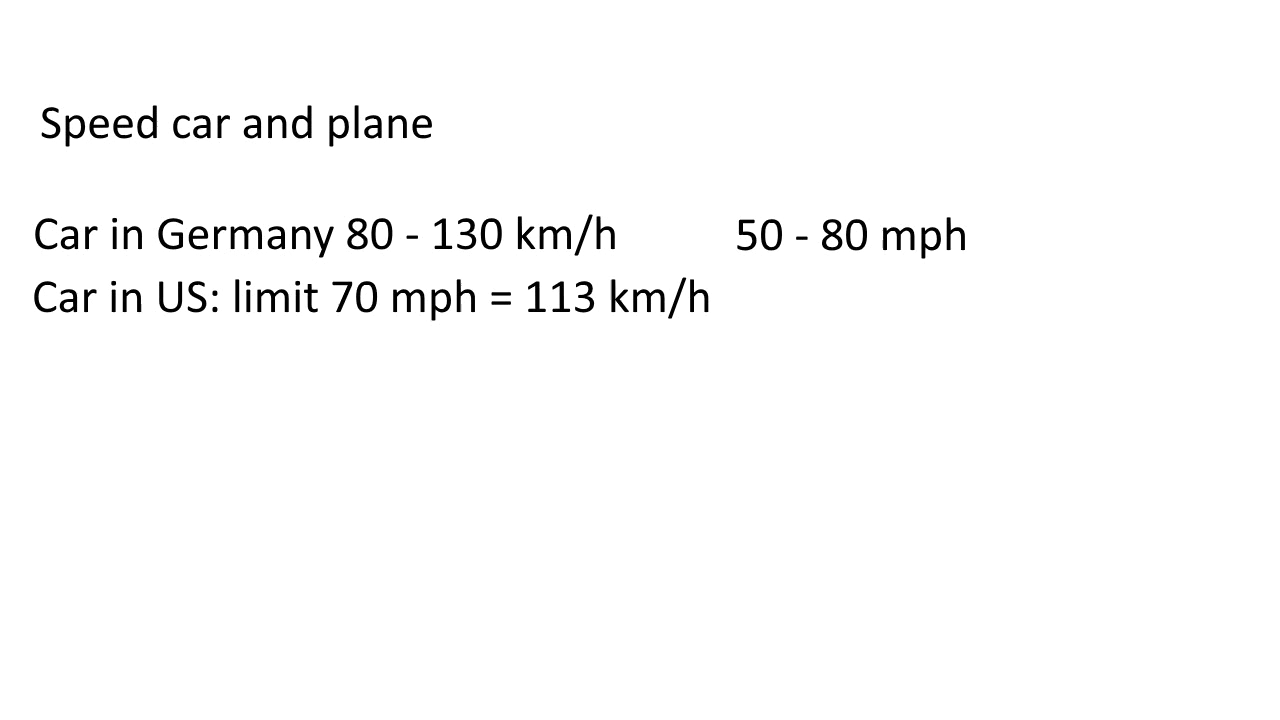 Speed car and plane
Car in Germany 80 - 130 km/h 50 - 80 mph
Car in US: limit 70 mph = 113 km/h